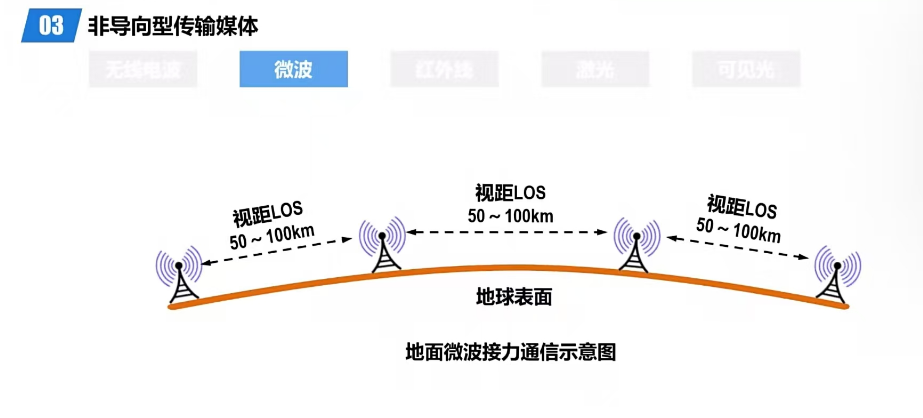 03 非导向型传输媒体
无线电波 微波 红外线 激光 可见光
视距LOS
50～100km
视距LOS
50～100km
视距LOS
50～100km
地球表面
地面微波接力通信示意图